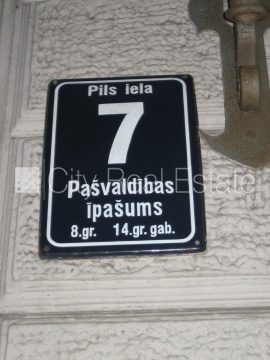 Pils iela
7
Pašvaldības
īpašums
8.gr. 14.gr. gab.
City Real Estate